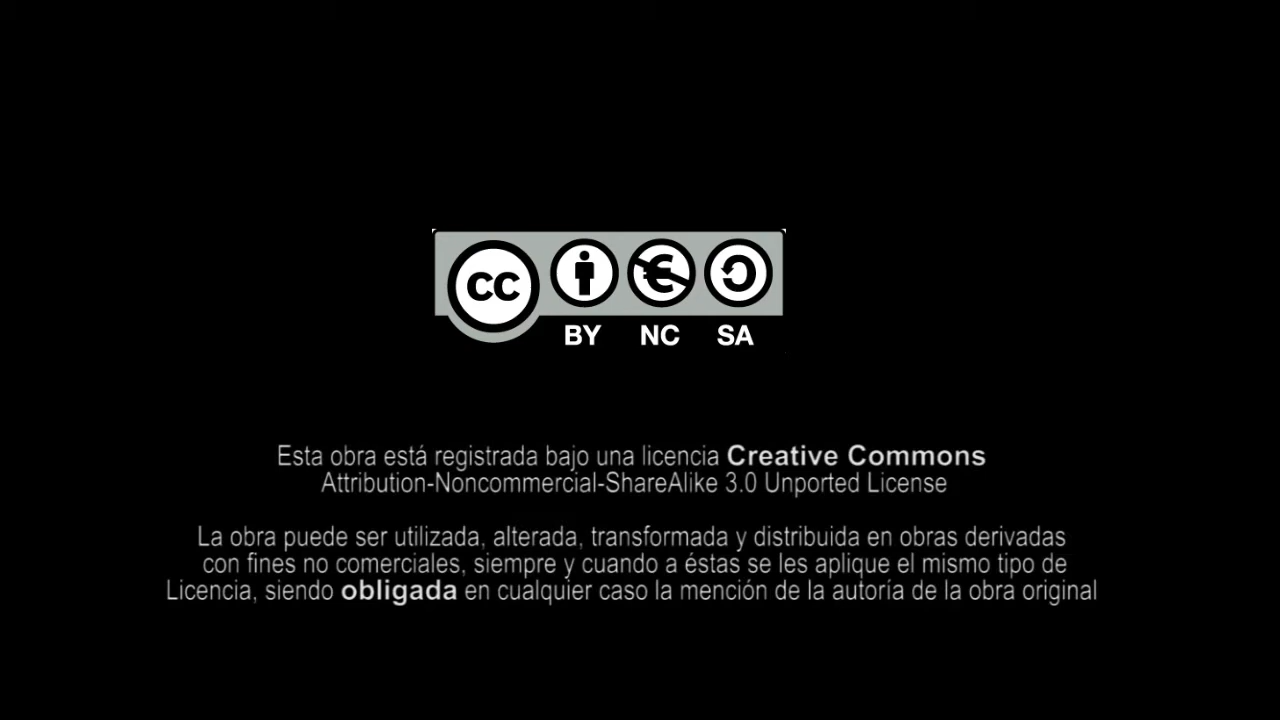 cc
BY NC SA
Esta obra está registrada bajo una licencia Creative Commons
Attribution-Noncommercial-ShareAlike 3.0 Unported License
La obra puede ser utilizada, alterada, transformada y distribuida en obras derivadas
con fines no comerciales, siempre y cuando a éstas se les aplique el mismo tipo de
Licencia, siendo obligada en cualquier caso la mención de la autoría de la obra original